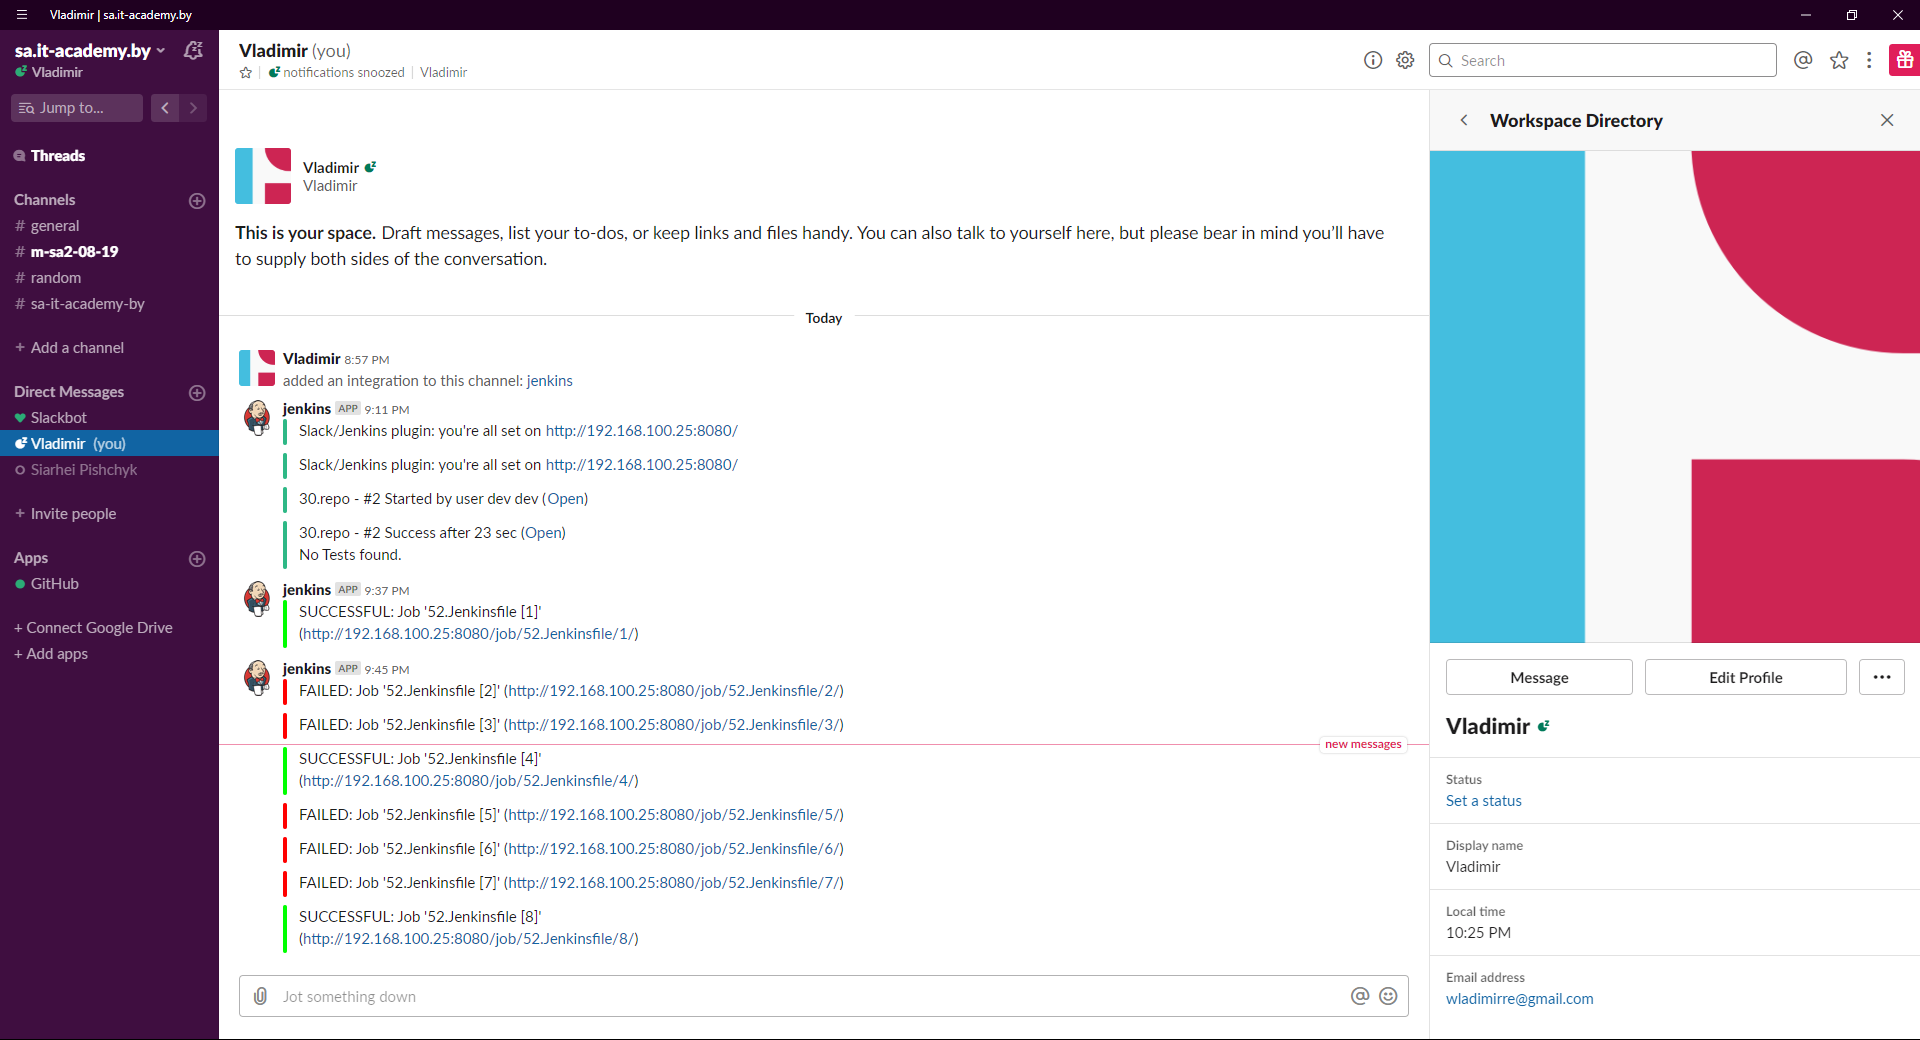 Vladimir | sa.it-academy.by
sa.it-academy.by
Vladimir
Jump to...
Threads
Channels
# general
# m-sa2-08-19
# random
# sa-it-academy-by
+ Add a channel
Direct Messages
Slackbot
Vladimir (you)
Siarhei Pishchyk
+ Invite people
Apps
GitHub
+ Connect Google Drive
+ Add apps
Vladimir (you)
notifications snoozed | Vladimir
Search
Vladimir
Vladimir
This is your space. Draft messages, list your to-dos, or keep links and files handy. You can also talk to yourself here, but please bear in mind you’ll have
to supply both sides of the conversation.
Today
Vladimir 8:57 PM
added an integration to this channel: jenkins
jenkins APP 9:11 PM
Slack/Jenkins plugin: you're all set on http://192.168.100.25:8080/
Slack/Jenkins plugin: you're all set on http://192.168.100.25:8080/
30.repo - #2 Started by user dev dev (Open)
30.repo - #2 Success after 23 sec (Open)
No Tests found.
jenkins APP 9:37 PM
SUCCESSFUL: Job '52.Jenkinsfile [1]'
(http://192.168.100.25:8080/job/52.Jenkinsfile/1/)
jenkins APP 9:45 PM
FAILED: Job '52.Jenkinsfile [2]' (http://192.168.100.25:8080/job/52.Jenkinsfile/2/)
FAILED: Job '52.Jenkinsfile [3]' (http://192.168.100.25:8080/job/52.Jenkinsfile/3/)
new messages
SUCCESSFUL: Job '52.Jenkinsfile [4]'
(http://192.168.100.25:8080/job/52.Jenkinsfile/4/)
FAILED: Job '52.Jenkinsfile [5]' (http://192.168.100.25:8080/job/52.Jenkinsfile/5/)
FAILED: Job '52.Jenkinsfile [6]' (http://192.168.100.25:8080/job/52.Jenkinsfile/6/)
FAILED: Job '52.Jenkinsfile [7]' (http://192.168.100.25:8080/job/52.Jenkinsfile/7/)
SUCCESSFUL: Job '52.Jenkinsfile [8]'
(http://192.168.100.25:8080/job/52.Jenkinsfile/8/)
Jot something down
Workspace Directory
Message
Edit Profile
Vladimir
Status
Set a status
Display name
Vladimir
Local time
10:25 PM
Email address
wladimirre@gmail.com